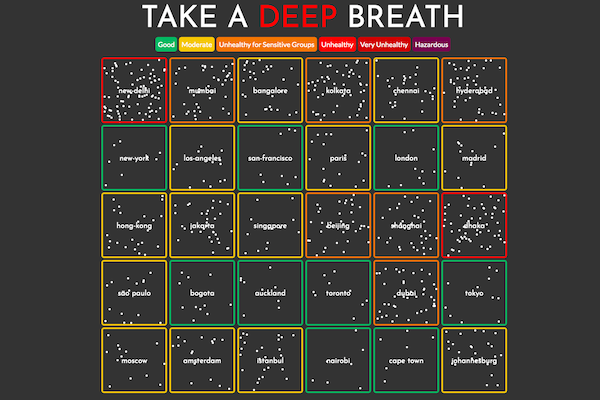 TAKE A DEEP BREATH
Good Moderate Unhealthy for Sensitive Groups Unhealthy Very Unhealthy Hazardous
new-delhi mumbai bangalore kolkata chennai hyderabad
new-york los-angeles san-francisco paris london madrid
hong-kong jakarta singapore beijing shanghai dhaka
são paulo bogota auckland toronto dubai tokyo
moscow amsterdam istanbul nairobi cape town johannesburg